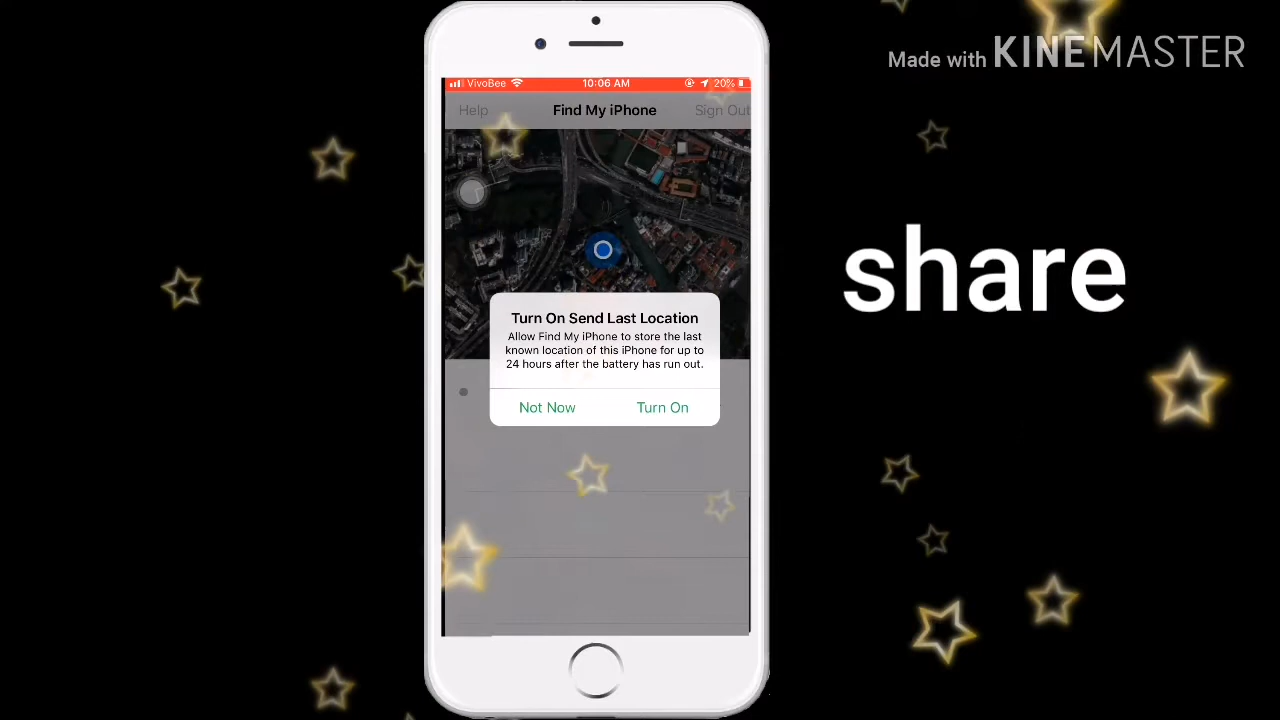 Made with KINEMASTER
VivoBee 10:06 AM 20%
Help Find My iPhone Sign Out
share
Turn On Send Last Location
Allow Find My iPhone to store the last
known location of this iPhone for up to
24 hours after the battery has run out.
Not Now Turn On